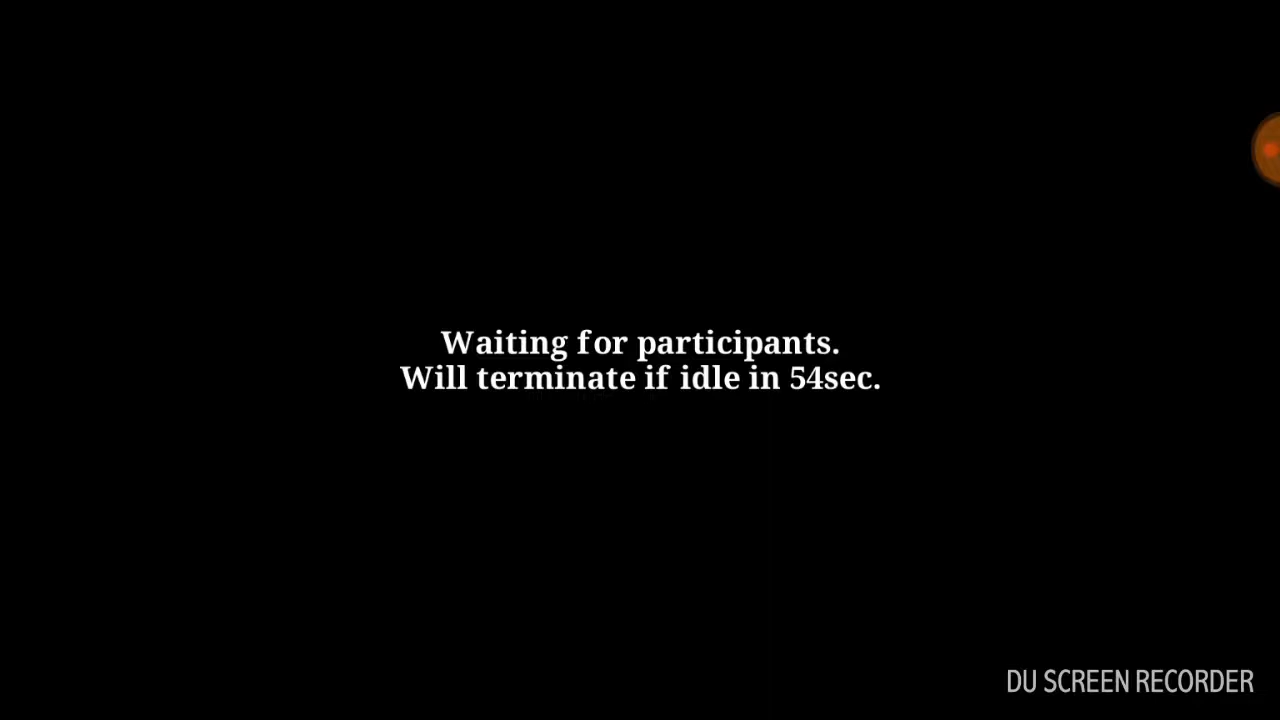 Waiting for participants.
Will terminate if idle in 54sec.
DU SCREEN RECORDER